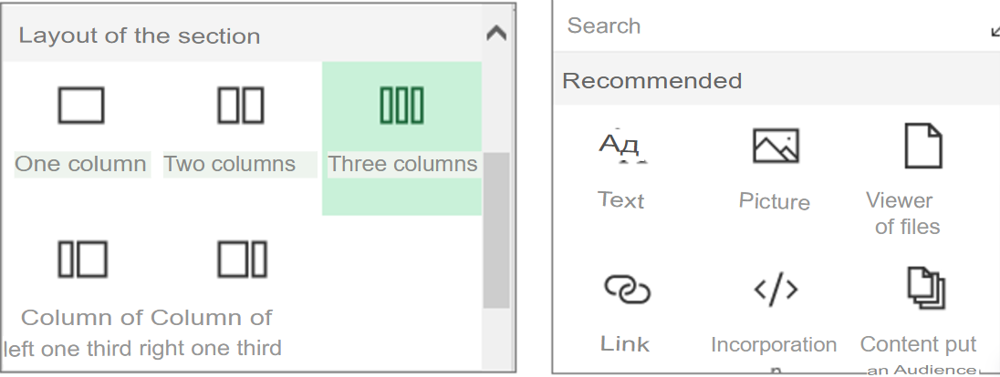 Layout of the section
One column
Two columns
Three columns
Column of
left one third
Column of
right one third
Search
Recommended
Ад
Text
Picture
Viewer
of files
</>
Link
Incorporation
Content put
an Audience